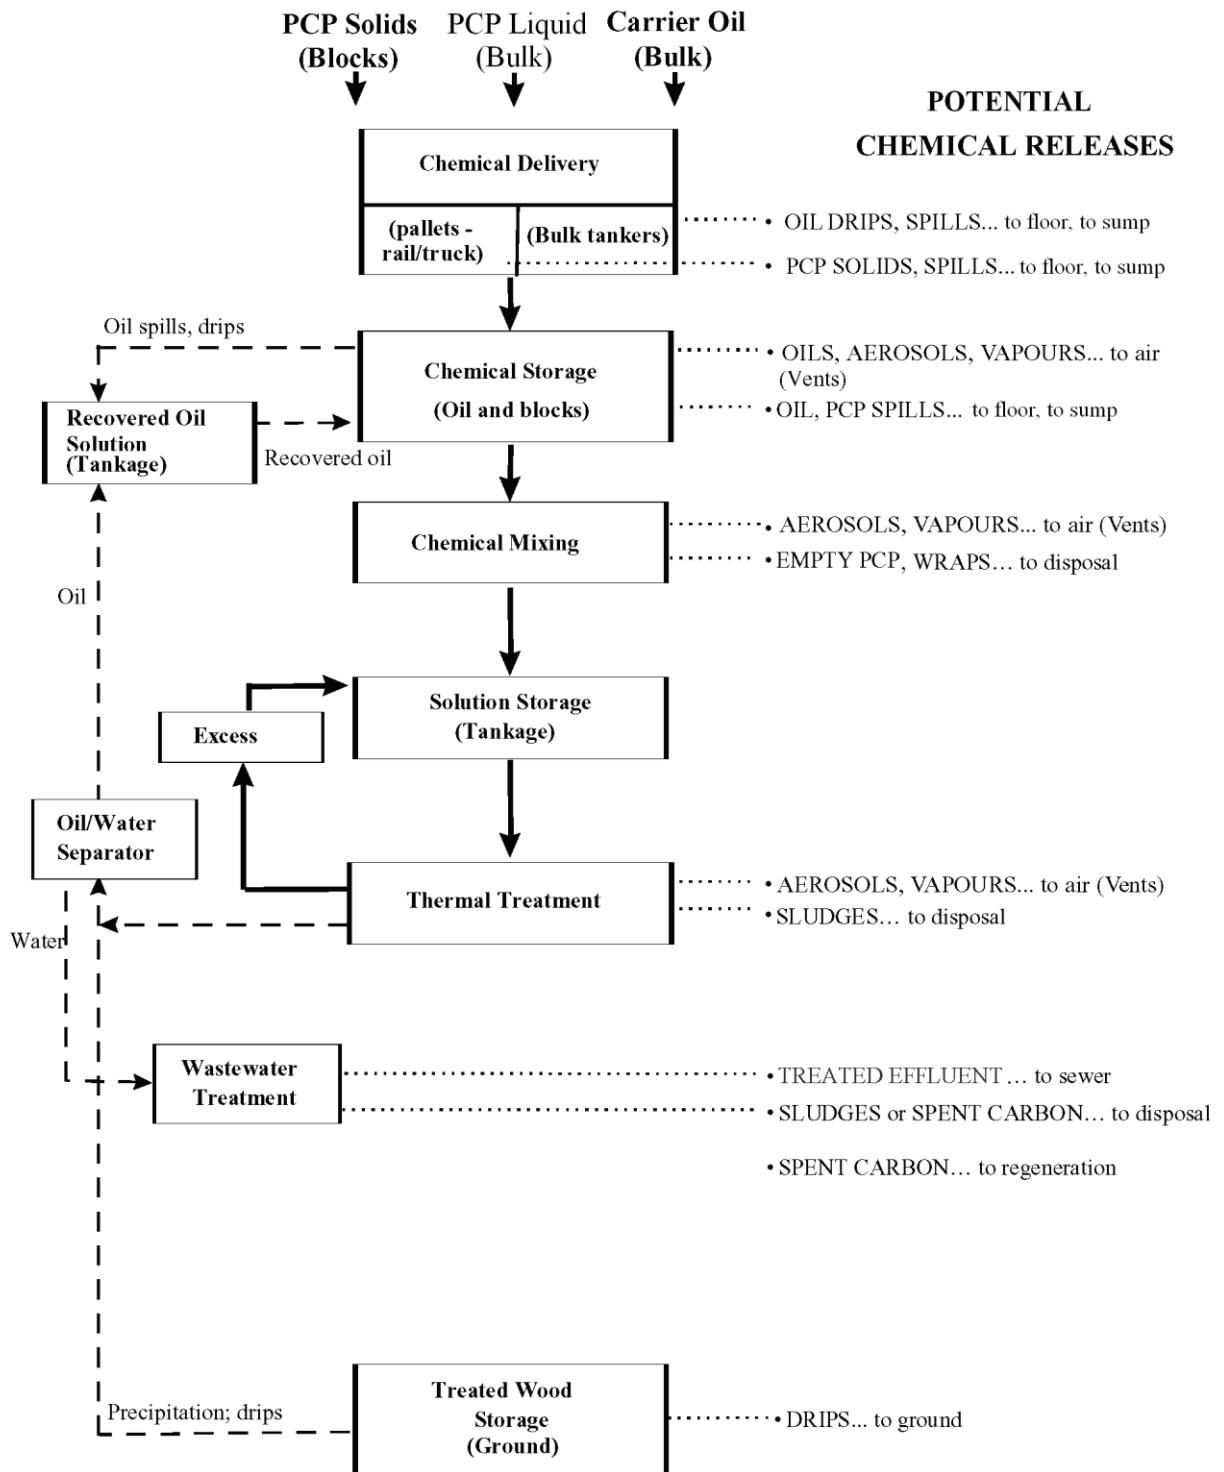 PCP Solids
(Blocks)
PCP Liquid
(Bulk)
Carrier Oil
(Bulk)
POTENTIAL
CHEMICAL RELEASES
Chemical Delivery
(pallets -
rail/truck)
(Bulk tankers)
• OIL DRIPS, SPILLS... to floor, to sump
• PCP SOLIDS, SPILLS... to floor, to sump
Oil spills, drips
Chemical Storage
(Oil and blocks)
• OILS, AEROSOLS, VAPOURS... to air
(Vents)
• OIL, PCP SPILLS... to floor, to sump
Recovered Oil
Solution
(Tankage)
Recovered oil
Chemical Mixing
• AEROSOLS, VAPOURS... to air (Vents)
• EMPTY PCP, WRAPS... to disposal
Oil
Solution Storage
(Tankage)
Excess
Oil/Water
Separator
Thermal Treatment
• AEROSOLS, VAPOURS... to air (Vents)
• SLUDGES... to disposal
Water
Wastewater
Treatment
• TREATED EFFLUENT... to sewer
• SLUDGES or SPENT CARBON... to disposal
• SPENT CARBON... to regeneration
Precipitation; drips
Treated Wood
Storage
(Ground)
• DRIPS... to ground